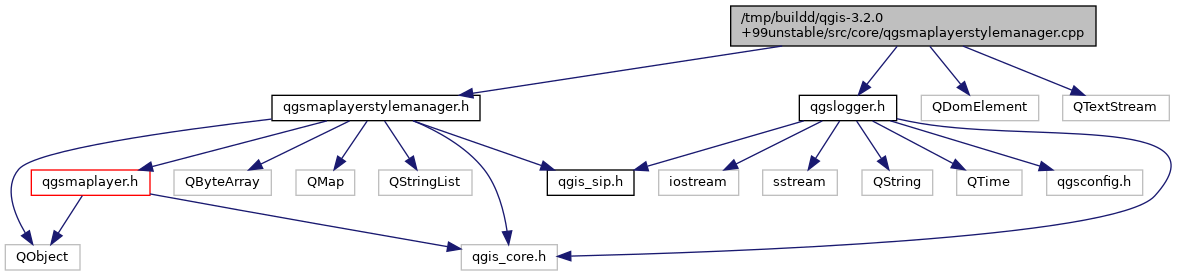 /tmp/buildd/qgis-3.2.0
+99unstable/src/core/qgsmaplayerstylemanager.cpp
qgsmaplayerstylemanager.h
qgslogger.h
QDomElement
QTextStream
qgsmaplayer.h
QByteArray
QMap
QStringList
qgis_sip.h
iostream
sstream
QString
QTime
qgsconfig.h
QObject
qgis_core.h